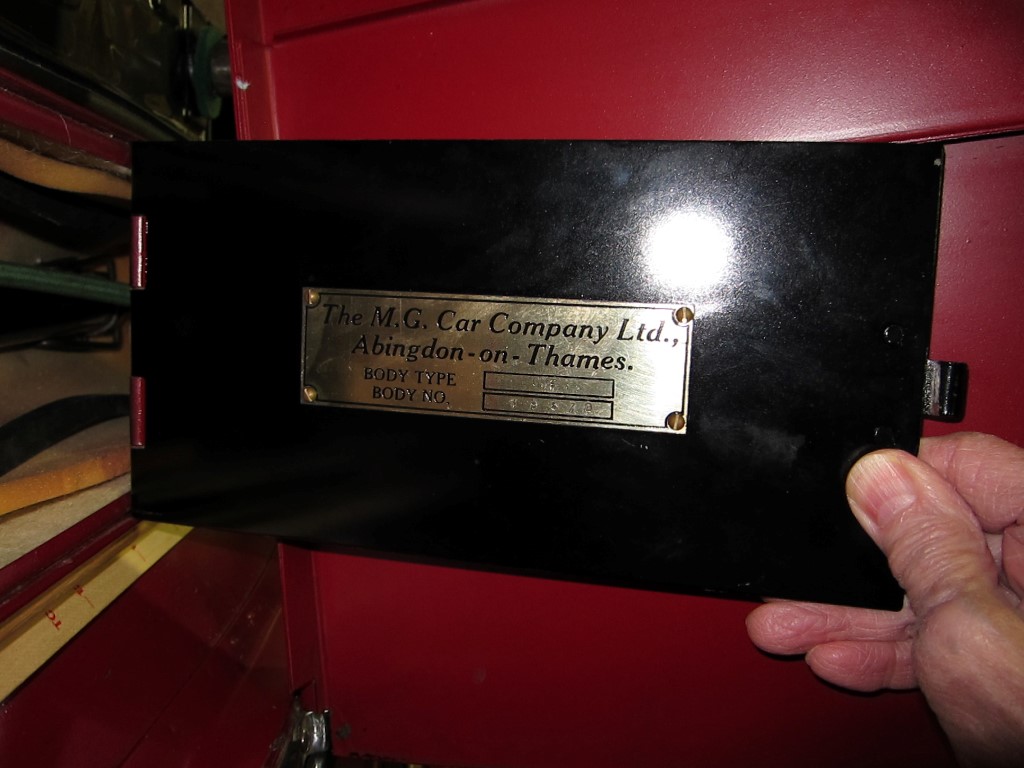 The M.G. Car Company Ltd.,
Abingdon-on-Thames.
BODY TYPE
BODY NO.